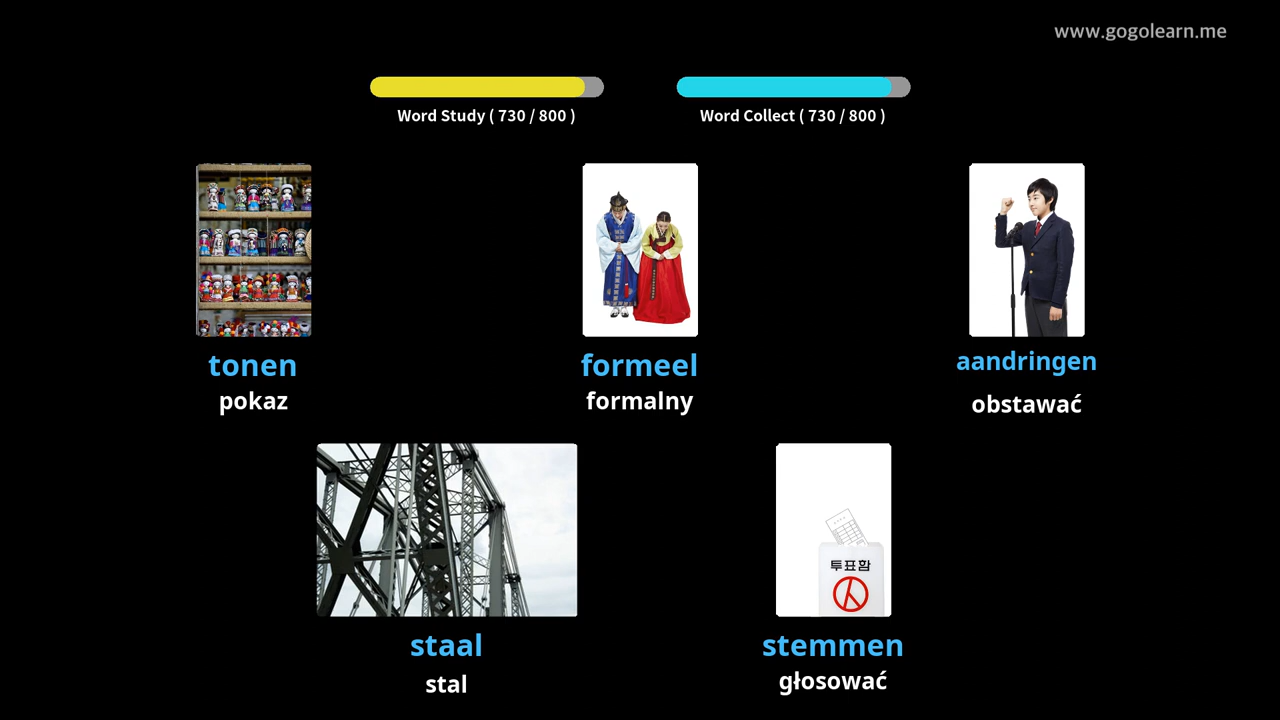 www.gogolearn.me
Word Study ( 730 / 800 )
Word Collect ( 730 / 800 )
tonen
pokaz
formeel
formalny
aandringen
obstawać
투표함
staal
stal
stemmen
głosować